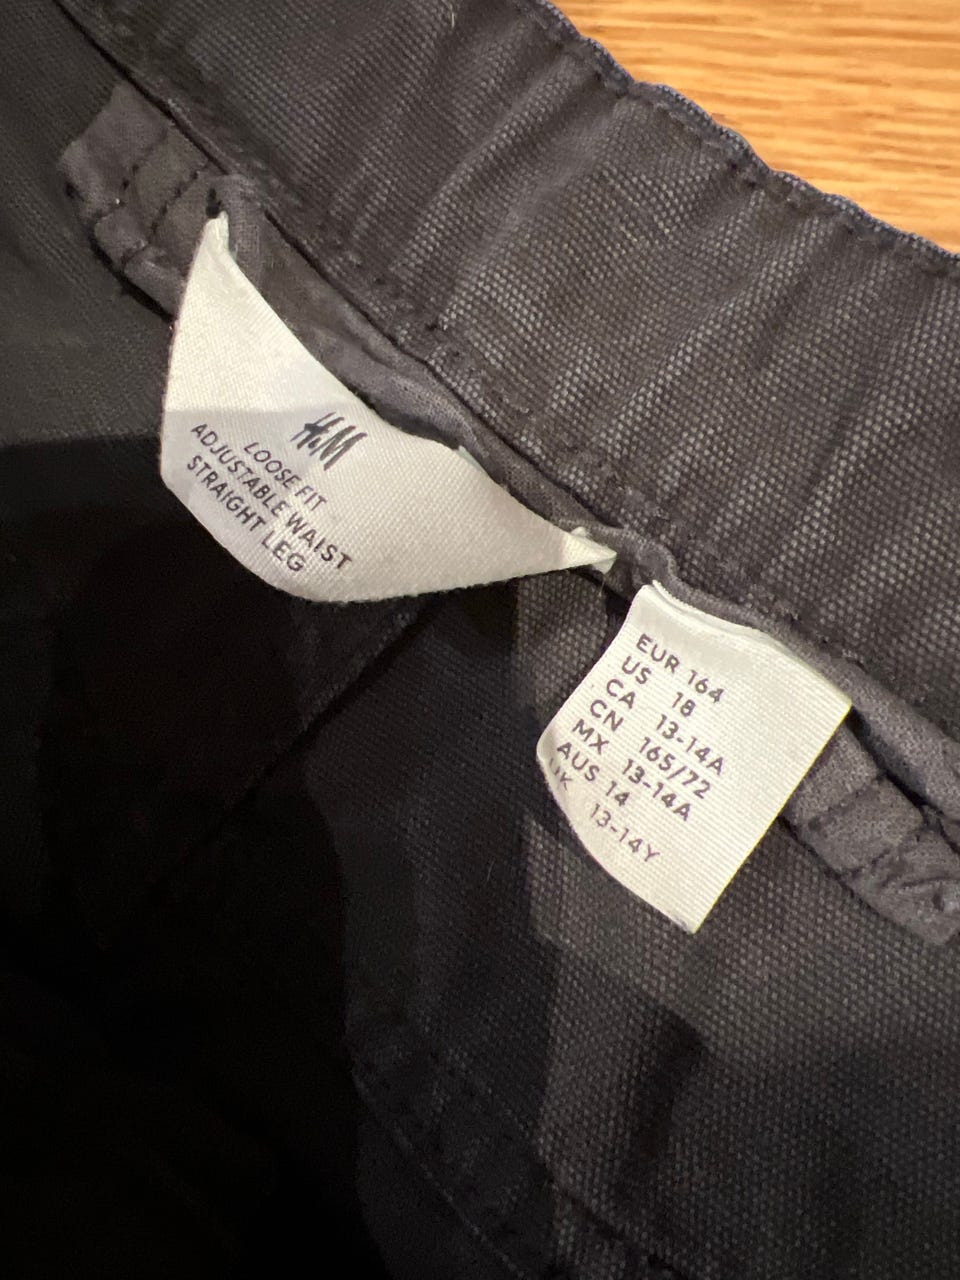 H&M
LOOSE FIT
ADJUSTABLE WAIST
STRAIGHT LEG
EUR 164
US 18
CA 13-14A
CN 165/72
MX 13-14A
AUS 14
UK 13-14Y